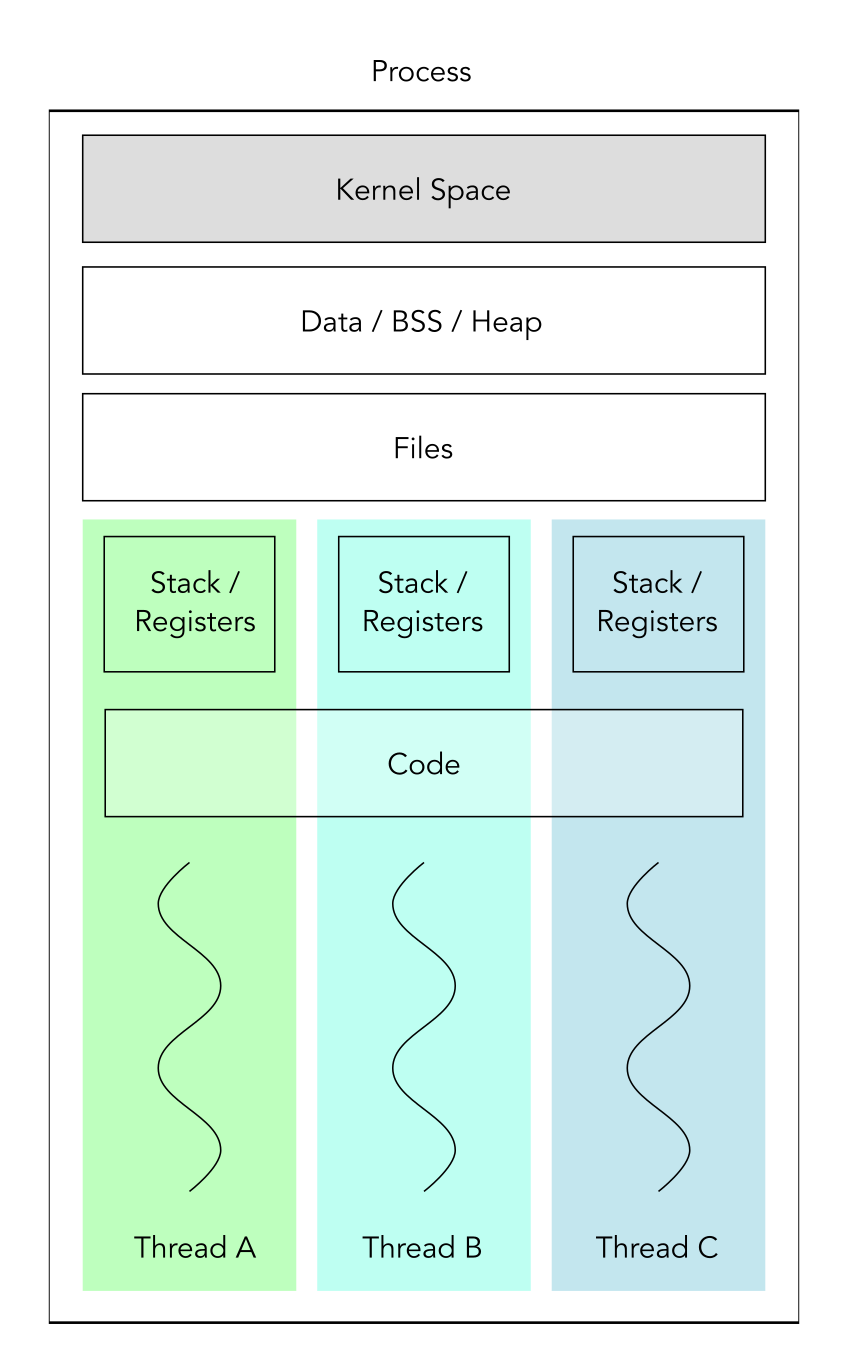 Process
Kernel Space
Data / BSS / Heap
Files
Stack /
Registers
Stack /
Registers
Stack /
Registers
Code
Thread A
Thread B
Thread C